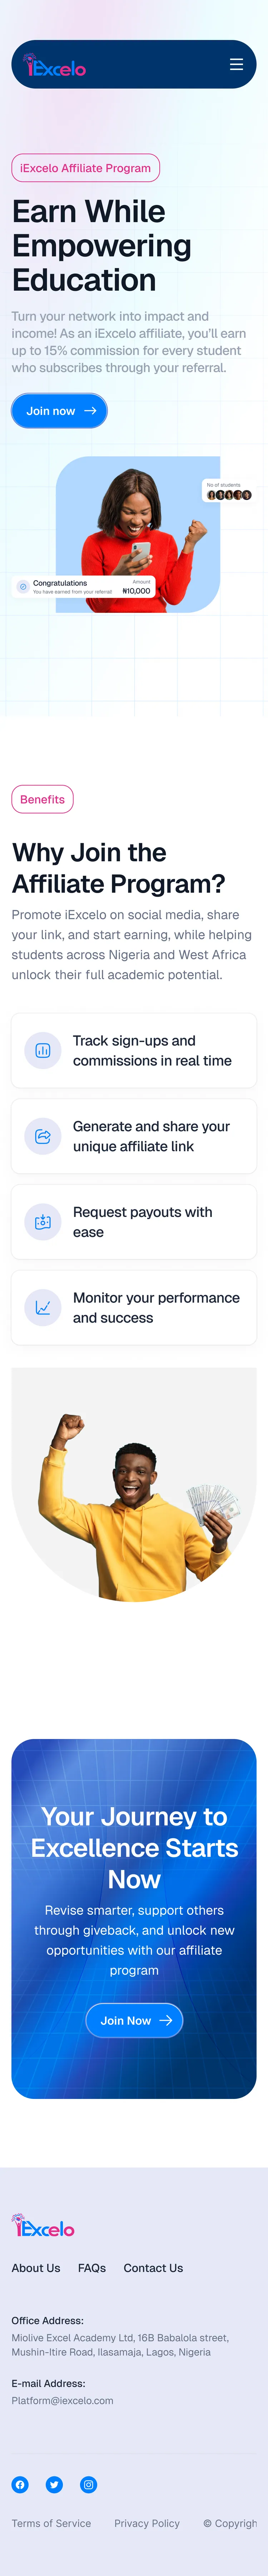 iExcelo
iExcelo Affiliate Program
Earn While
Empowering
Education
Turn your network into impact and
income! As an iExcelo affiliate, you'll earn
up to 15% commission for every student
who subscribes through your referral.
Join now
No of students
Congratulations
You have earned from your referral!
Amount
₦10,000
Benefits
Why Join the
Affiliate Program?
Promote iExcelo on social media, share
your link, and start earning, while helping
students across Nigeria and West Africa
unlock their full academic potential.
Track sign-ups and
commissions in real time
Generate and share your
unique affiliate link
Request payouts with
ease
Monitor your performance
and success
Your Journey to
Excellence Starts
Now
Revise smarter, support others
through giveback, and unlock new
opportunities with our affiliate
program
Join Now
iExcelo
About Us FAQs Contact Us
Office Address:
Miolive Excel Academy Ltd, 16B Babalola street,
Mushin-Itire Road, Ilasamaja, Lagos, Nigeria
E-mail Address:
Platform@iexcelo.com
Terms of Service Privacy Policy © Copyrigh